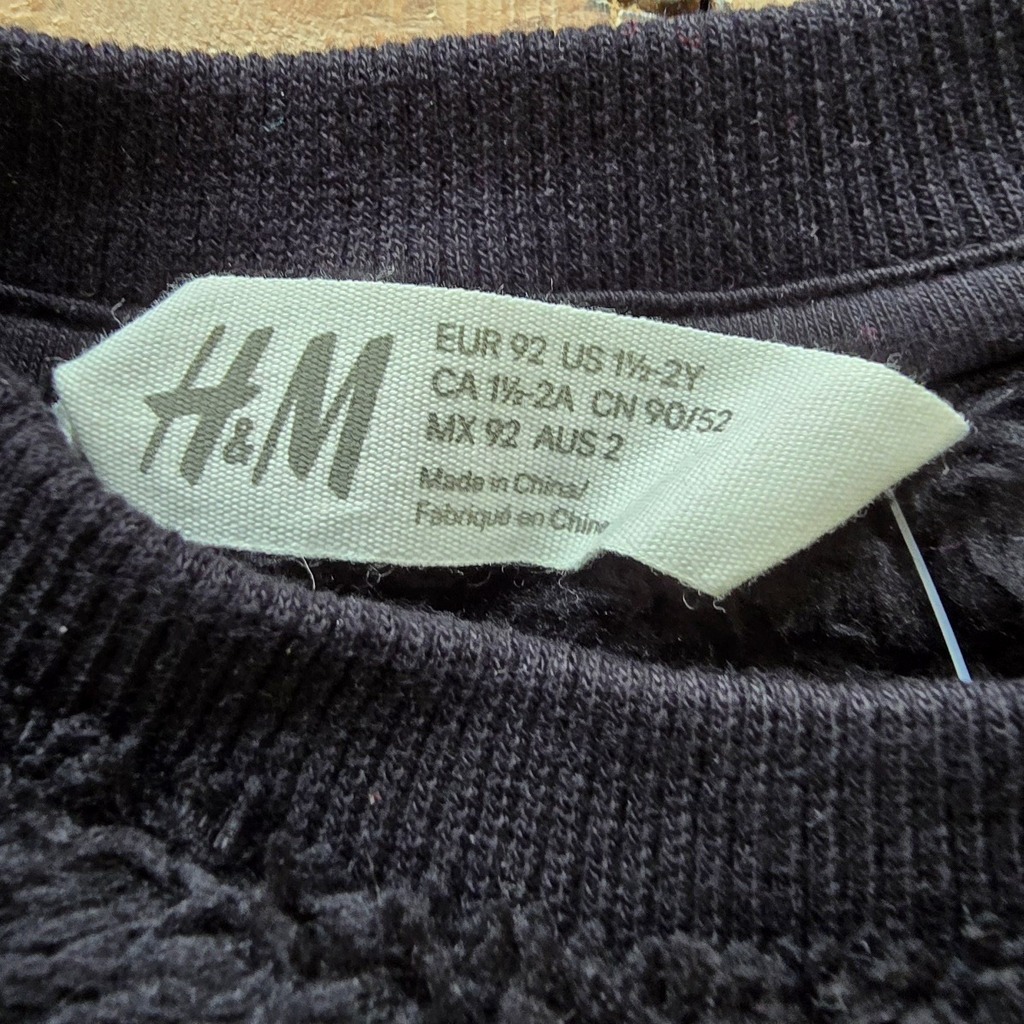 H&M
EUR 92 US 1½-2Y
CA 1½-2A CN 90/52
MX 92 AUS 2
Made in China/
Fabriqué en Chine